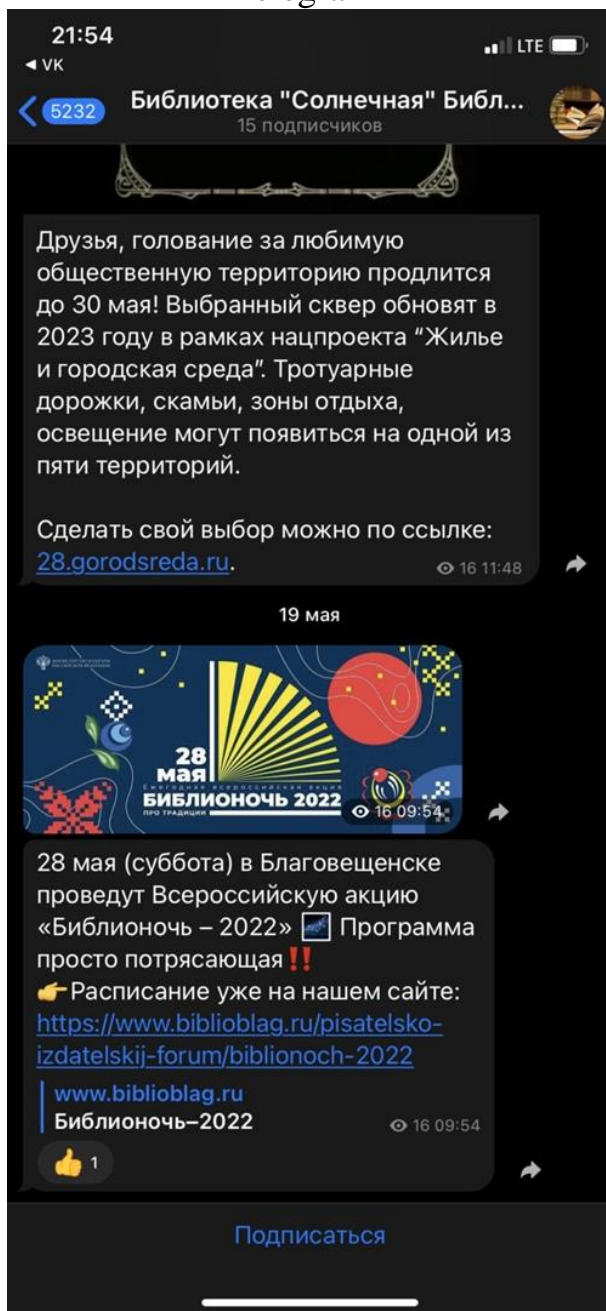 21:54
LTE
◀ VK
5232
Библиотека "Солнечная" Библ...
15 подписчиков
Друзья, голование за любимую
общественную территорию продлится
до 30 мая! Выбранный сквер обновят в
2023 году в рамках нацпроекта “Жилье
и городская среда”. Тротуарные
дорожки, скамьи, зоны отдыха,
освещение могут появиться на одной из
пяти территорий.
Сделать свой выбор можно по ссылке:
28.gorodsreda.ru.
16 11:48
19 мая
28
мая
Ежегодная всероссийская акция
БИБЛИОНОЧЬ 2022
ПРО ТРАДИЦИИ
16 09:54
28 мая (суббота) в Благовещенске
проведут Всероссийскую акцию
«Библионочь – 2022» 🌌 Программа
просто потрясающая‼️
👉Расписание уже на нашем сайте:
https://www.biblioblag.ru/pisatelsko-
izdatelskij-forum/biblionoch-2022
www.biblioblag.ru
Библионочь–2022
16 09:54
👍 1
Подписаться